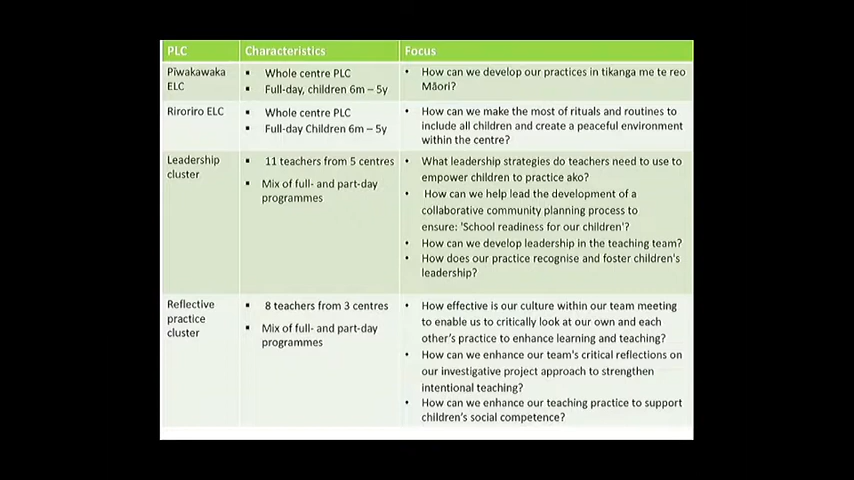 PLC Characteristics Focus
Pīwakawaka
ELC
▪ Whole centre PLC
▪ Full-day, children 6m – 5y
• How can we develop our practices in tikanga me te reo
Māori?
Riroriro ELC
▪ Whole centre PLC
▪ Full-day Children 6m – 5y
• How can we make the most of rituals and routines to
include all children and create a peaceful environment
within the centre?
Leadership
cluster
▪ 11 teachers from 5 centres
▪ Mix of full- and part-day
programmes
• What leadership strategies do teachers need to use to
empower children to practice ako?
• How can we help lead the development of a
collaborative community planning process to
ensure: 'School readiness for our children'?
• How can we develop leadership in the teaching team?
• How does our practice recognise and foster children's
leadership?
Reflective
practice
cluster
▪ 8 teachers from 3 centres
▪ Mix of full- and part-day
programmes
• How effective is our culture within our team meeting
to enable us to critically look at our own and each
other's practice to enhance learning and teaching?
• How can we enhance our team's critical reflections on
our investigative project approach to strengthen
intentional teaching?
• How can we enhance our teaching practice to support
children's social competence?